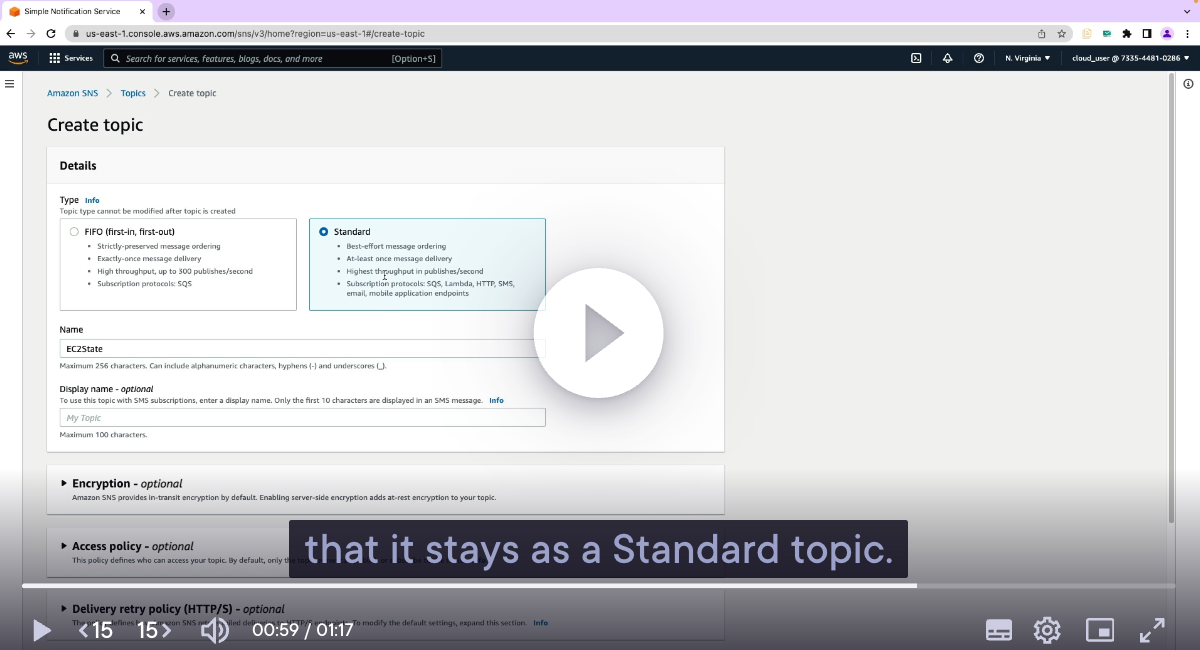 Simple Notification Service
us-east-1.console.aws.amazon.com/sns/v3/home?region=us-east-1#/create-topic
aws Services Search for services, features, blogs, docs, and more [Option+S] N. Virginia cloud_user @ 7335-4481-0286
Amazon SNS Topics Create topic
Create topic
Details
Type Info
Topic type cannot be modified after topic is created
FIFO (first-in, first-out)
Strictly-preserved message ordering
Exactly-once message delivery
High throughput, up to 300 publishes/second
Subscription protocols: SQS
Standard
Best-effort message ordering
At-least once message delivery
Highest throughput in publishes/second
Subscription protocols: SQS, Lambda, HTTP, SMS,
email, mobile application endpoints
Name
EC2State
Maximum 256 characters. Can include alphanumeric characters, hyphens (-) and underscores (_).
Display name - optional
To use this topic with SMS subscriptions, enter a display name. Only the first 10 characters are displayed in an SMS message. Info
My Topic
Maximum 100 characters.
Encryption - optional
Amazon SNS provides in-transit encryption by default. Enabling server-side encryption adds at-rest encryption to your topic.
Access policy - optional
This policy defines who can access your topic. By default, only the
that it stays as a Standard topic.
Delivery retry policy (HTTP/S) - optional
To modify the default settings, expand this section. Info
15 15 00:59 / 01:17